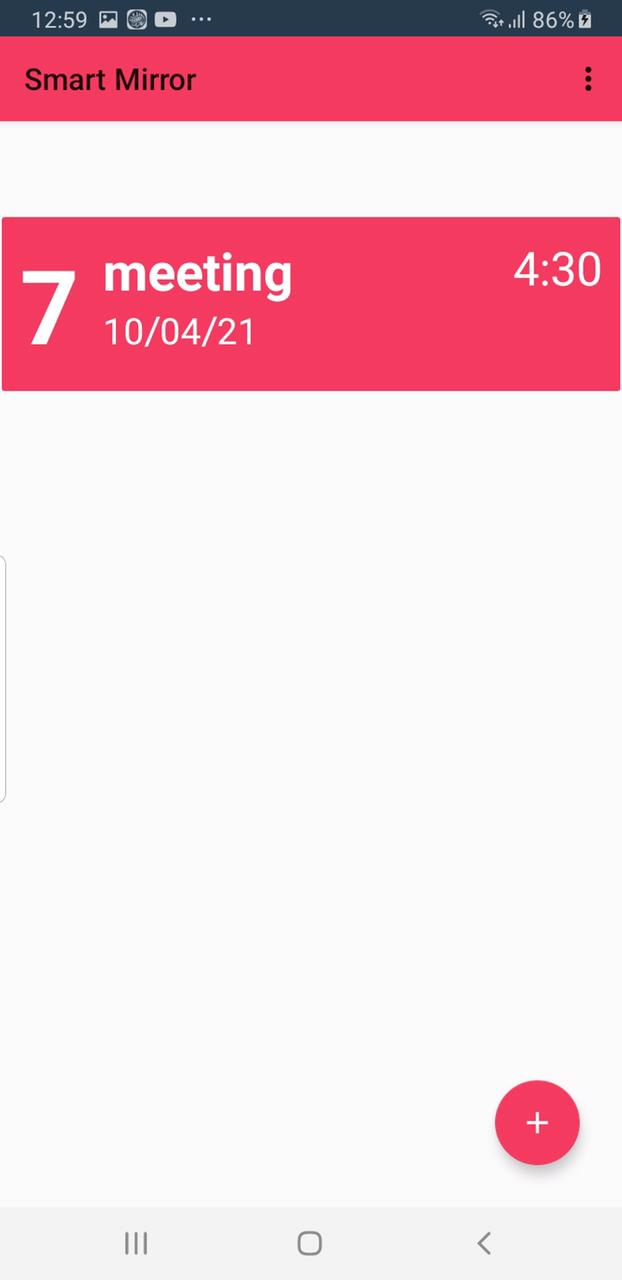 12:59 86%
Smart Mirror
7 meeting 4:30
10/04/21
+